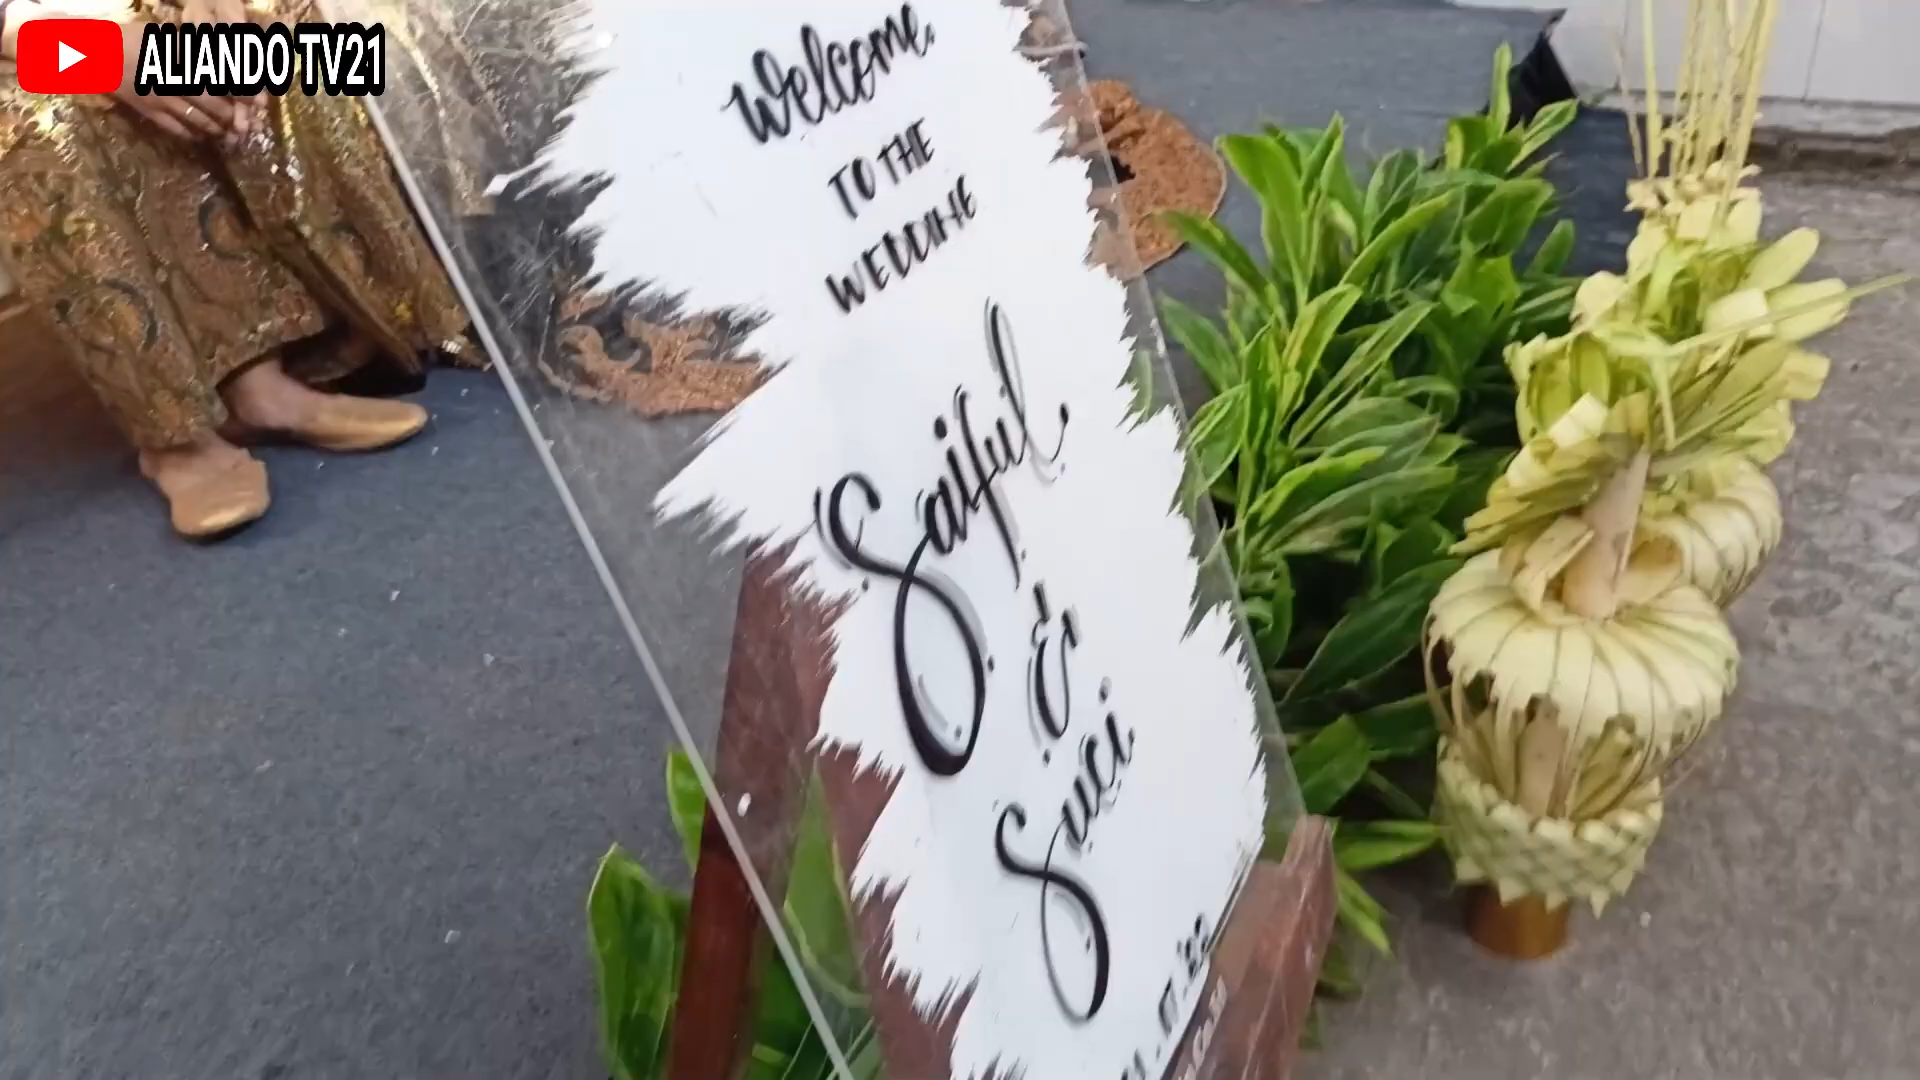 ALIANDO TV21
Welcome
TO THE
WEDDING
Saiful
&
Suci